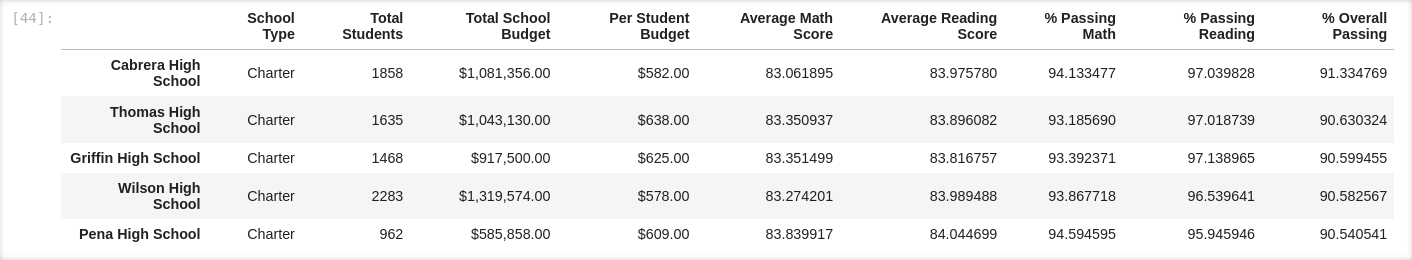 [44]: School Type Total Students Total School Budget Per Student Budget Average Math Score Average Reading Score % Passing Math % Passing Reading % Overall Passing
Cabrera High School Charter 1858 $1,081,356.00 $582.00 83.061895 83.975780 94.133477 97.039828 91.334769
Thomas High School Charter 1635 $1,043,130.00 $638.00 83.350937 83.896082 93.185690 97.018739 90.630324
Griffin High School Charter 1468 $917,500.00 $625.00 83.351499 83.816757 93.392371 97.138965 90.599455
Wilson High School Charter 2283 $1,319,574.00 $578.00 83.274201 83.989488 93.867718 96.539641 90.582567
Pena High School Charter 962 $585,858.00 $609.00 83.839917 84.044699 94.594595 95.945946 90.540541